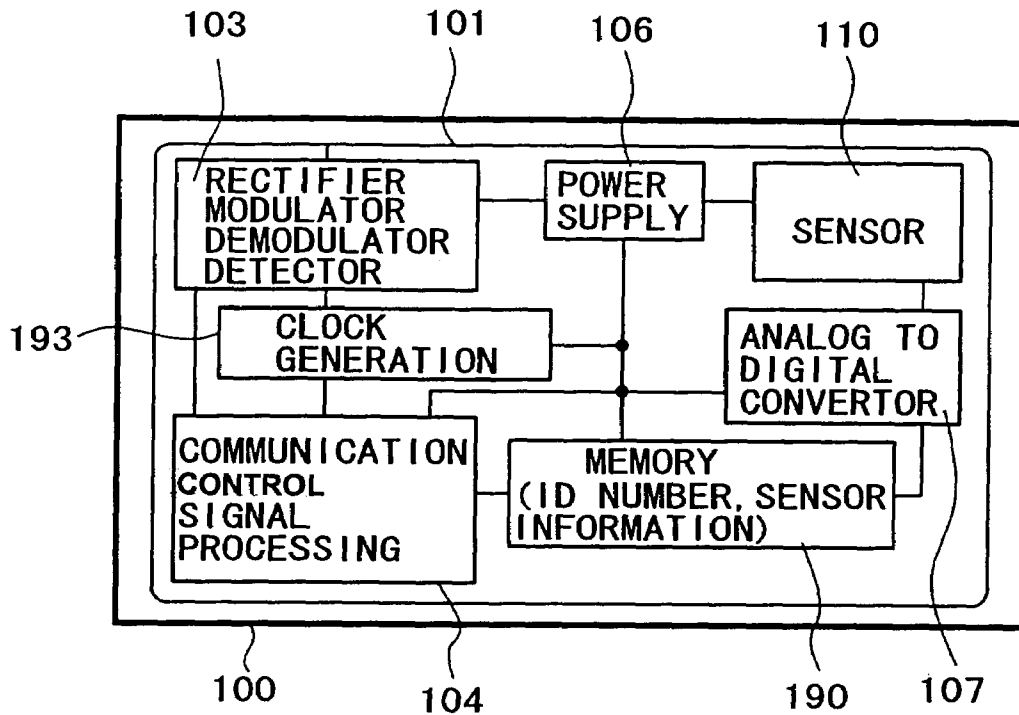 103
101
106
110
RECTIFIER
MODULATOR
DEMODULATOR
DETECTOR
POWER
SUPPLY
SENSOR
193
CLOCK
GENERATION
ANALOG TO
DIGITAL
CONVERTOR
COMMUNICATION
CONTROL
SIGNAL
PROCESSING
MEMORY
(ID NUMBER, SENSOR
INFORMATION)
100
104
190
107